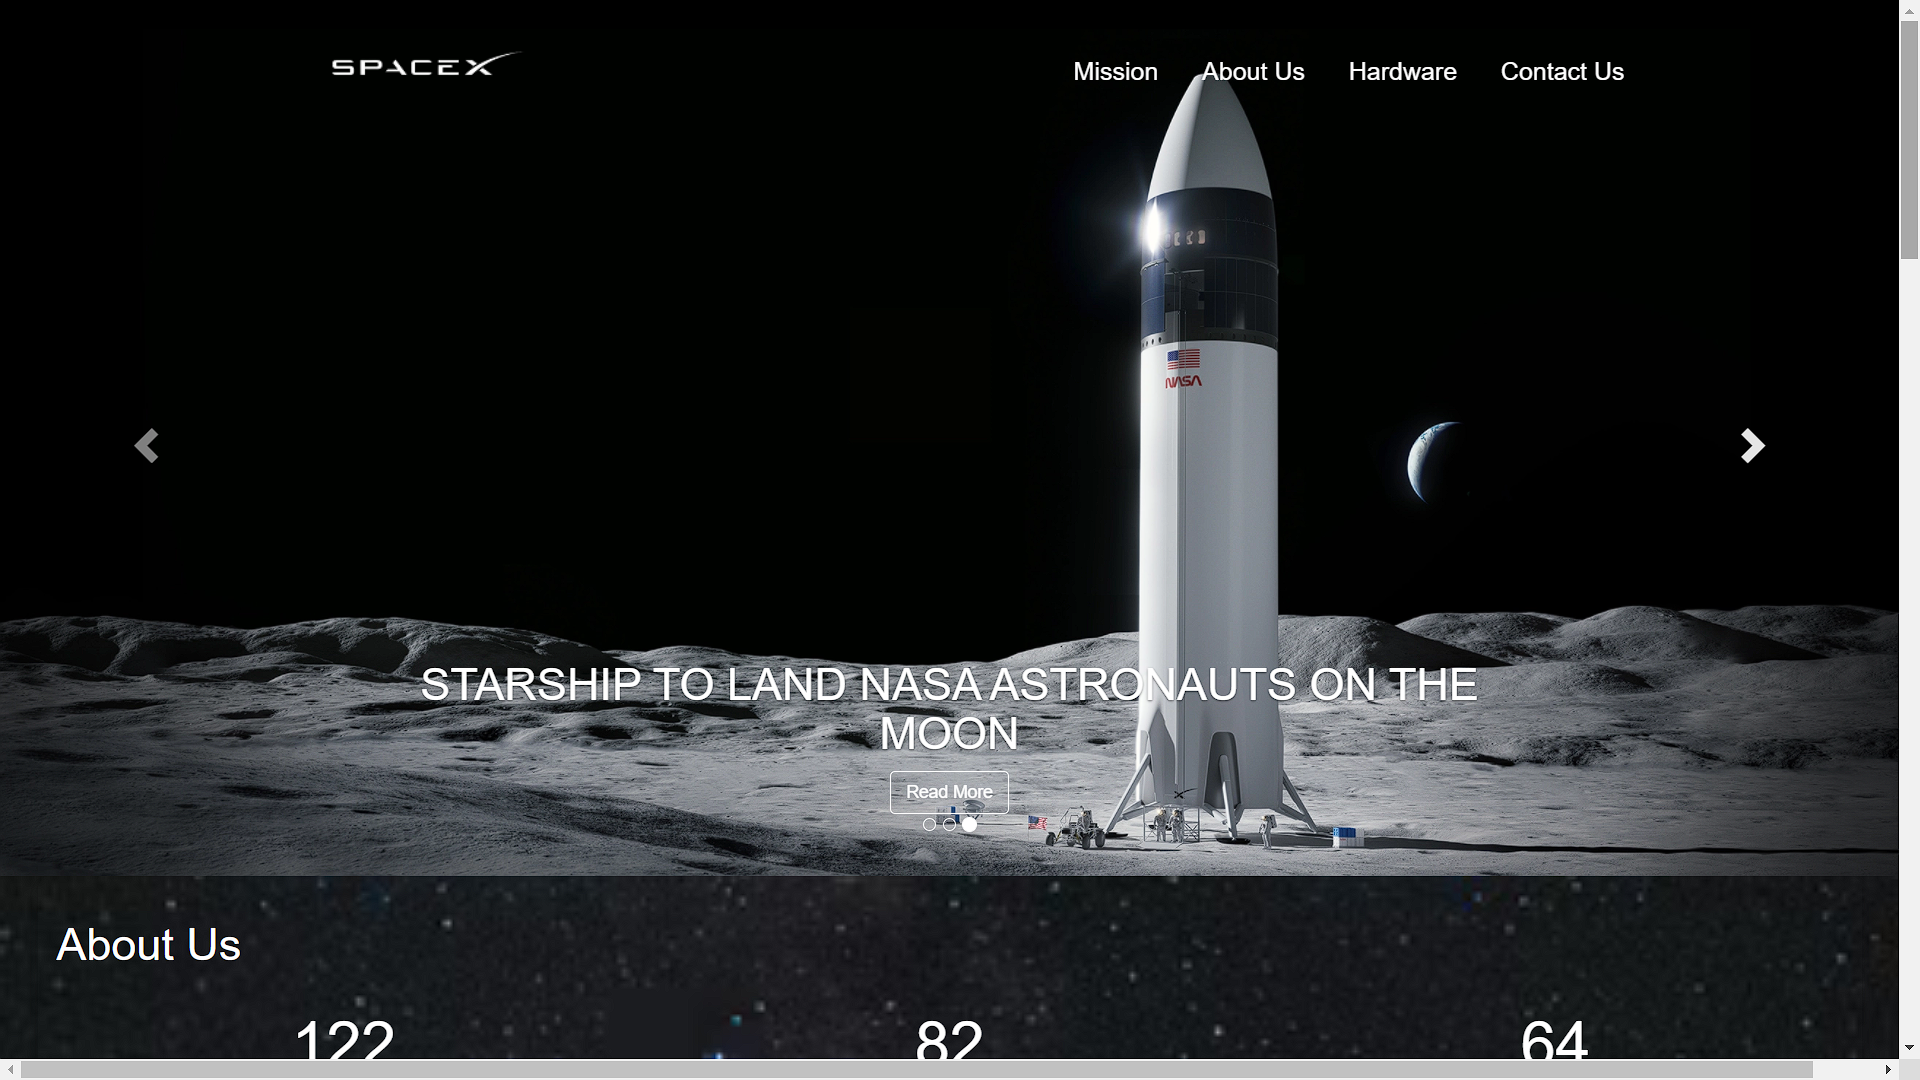 SPACEX
Mission
About Us
Hardware
Contact Us
NASA
STARSHIP TO LAND NASA ASTRONAUTS ON THE
MOON
Read More
About Us
122
82
64